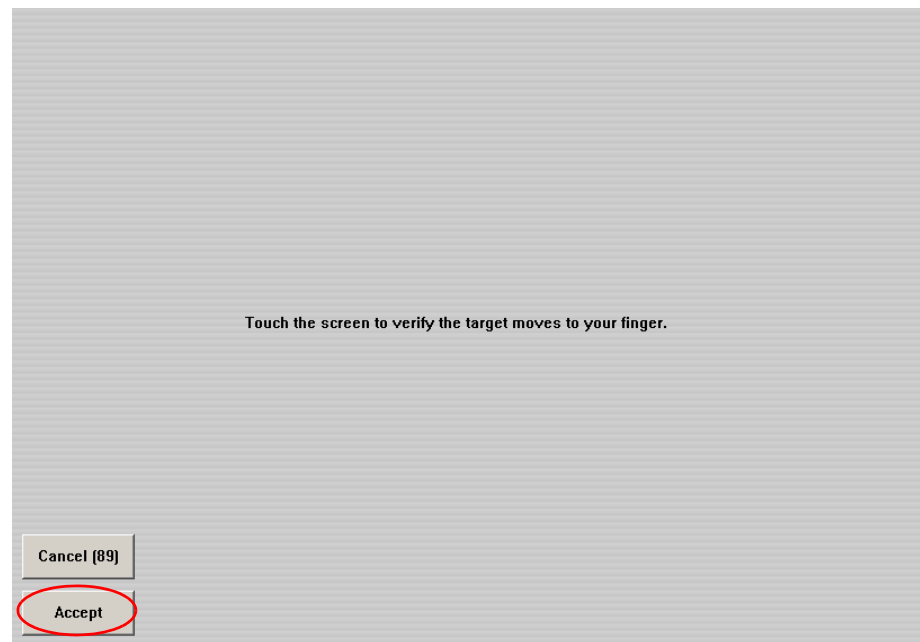 Touch the screen to verify the target moves to your finger.
Cancel (89)
Accept